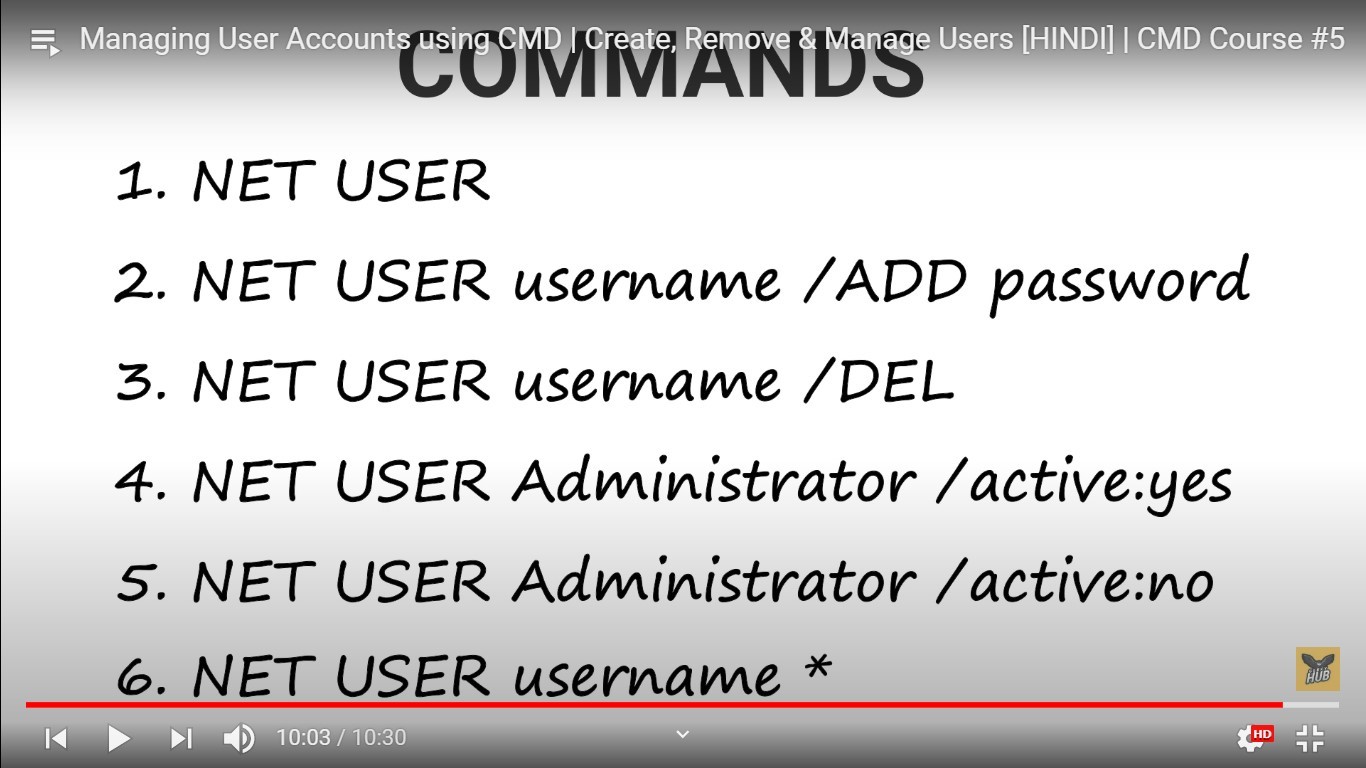 Managing User Accounts using CMD | Create, Remove & Manage Users [HINDI] | CMD Course #5
COMMANDS
1. NET USER
2. NET USER username /ADD password
3. NET USER username /DEL
4. NET USER Administrator /active:yes
5. NET USER Administrator /active:no
6. NET USER username *
HUB
10:03 / 10:30
HD